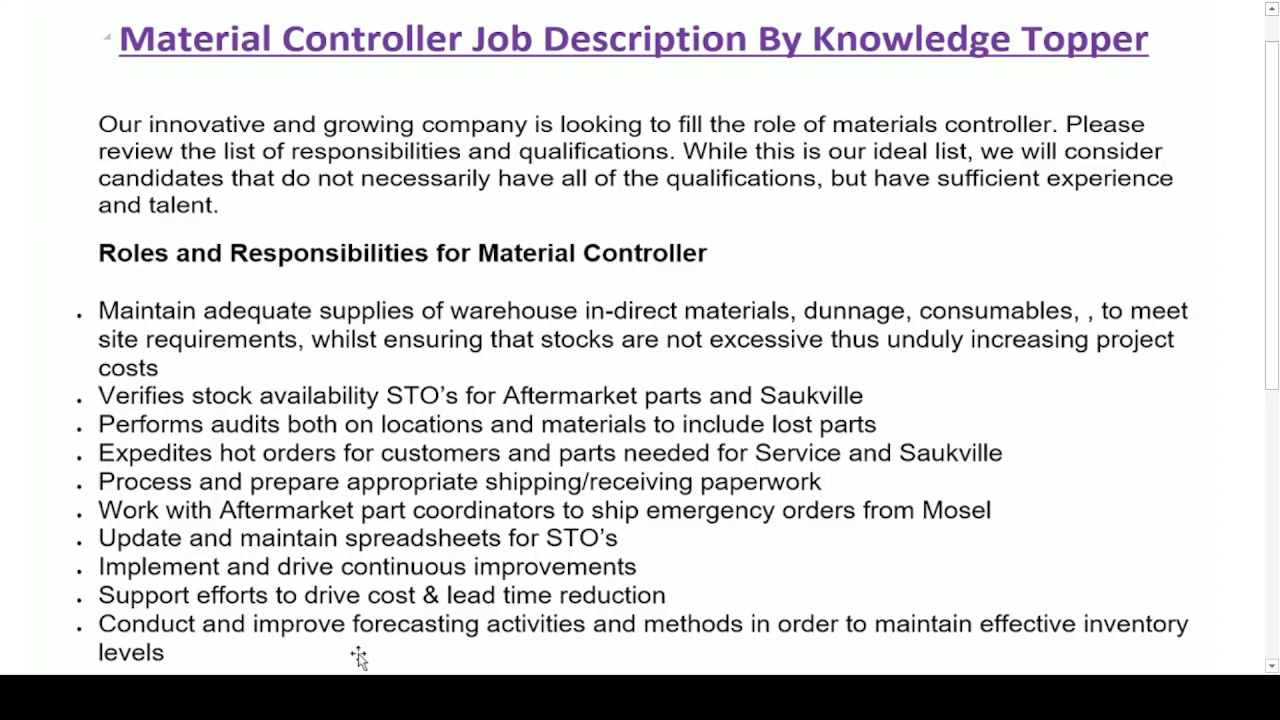 Material Controller Job Description By Knowledge Topper
Our innovative and growing company is looking to fill the role of materials controller. Please
review the list of responsibilities and qualifications. While this is our ideal list, we will consider
candidates that do not necessarily have all of the qualifications, but have sufficient experience
and talent.
Roles and Responsibilities for Material Controller
• Maintain adequate supplies of warehouse in-direct materials, dunnage, consumables, , to meet
site requirements, whilst ensuring that stocks are not excessive thus unduly increasing project
costs
• Verifies stock availability STO’s for Aftermarket parts and Saukville
• Performs audits both on locations and materials to include lost parts
• Expedites hot orders for customers and parts needed for Service and Saukville
• Process and prepare appropriate shipping/receiving paperwork
• Work with Aftermarket part coordinators to ship emergency orders from Mosel
• Update and maintain spreadsheets for STO’s
• Implement and drive continuous improvements
• Support efforts to drive cost & lead time reduction
• Conduct and improve forecasting activities and methods in order to maintain effective inventory
levels